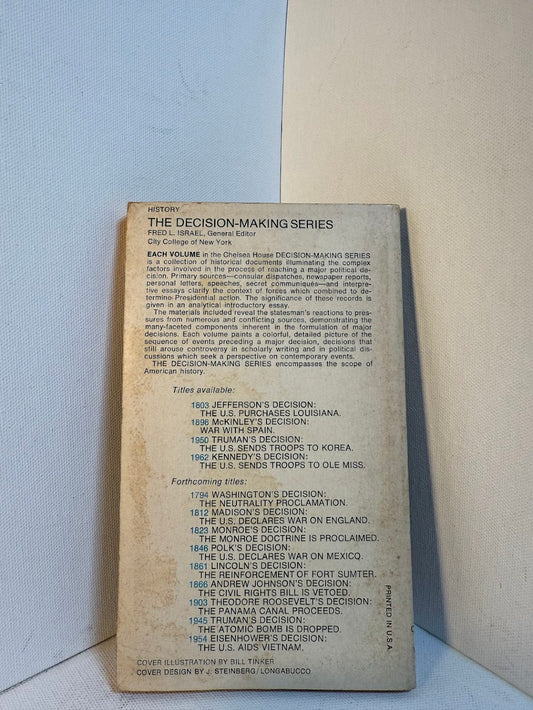 HISTORY
THE DECISION-MAKING SERIES
FRED L. ISRAEL, General Editor
City College of New York
EACH VOLUME in the Chelsea House DECISION-MAKING SERIES
is a collection of historical documents illuminating the complex
factors involved in the process of reaching a major political de-
cision. Primary sources—consular dispatches, newspaper reports,
personal letters, speeches, secret communiqués—and interpre-
tive essays clarify the context of forces which combined to de-
termine Presidential action. The significance of these records is
given in an analytical introductory essay.
The materials included reveal the statesman's reactions to pres-
sures from numerous and conflicting sources, demonstrating the
many-faceted components inherent in the formulation of major
decisions. Each volume paints a colorful, detailed picture of the
sequence of events preceding a major decision, decisions that
still arouse controversy in scholarly writing and in political dis-
cussions which seek a perspective on contemporary events.
THE DECISION-MAKING SERIES encompasses the scope of
American history.
Titles available:
1803 JEFFERSON'S DECISION:
THE U.S. PURCHASES LOUISIANA.
1898 McKINLEY'S DECISION:
WAR WITH SPAIN.
1950 TRUMAN'S DECISION:
THE U.S. SENDS TROOPS TO KOREA.
1962 KENNEDY'S DECISION:
THE U.S. SENDS TROOPS TO OLE MISS.
Forthcoming titles:
1794 WASHINGTON'S DECISION:
THE NEUTRALITY PROCLAMATION.
1812 MADISON'S DECISION:
THE U.S. DECLARES WAR ON ENGLAND.
1823 MONROE'S DECISION:
THE MONROE DOCTRINE IS PROCLAIMED.
1846 POLK'S DECISION:
THE U.S. DECLARES WAR ON MEXICO.
1861 LINCOLN'S DECISION:
THE REINFORCEMENT OF FORT SUMTER.
1866 ANDREW JOHNSON'S DECISION:
THE CIVIL RIGHTS BILL IS VETOED.
1903 THEODORE ROOSEVELT'S DECISION:
THE PANAMA CANAL PROCEEDS.
1945 TRUMAN'S DECISION:
THE ATOMIC BOMB IS DROPPED.
1954 EISENHOWER'S DECISION:
THE U.S. AIDS VIETNAM.
PRINTED IN U.S.A.
COVER ILLUSTRATION BY BILL TINKER
COVER DESIGN BY J. STEINBERG/LONGABUCCO